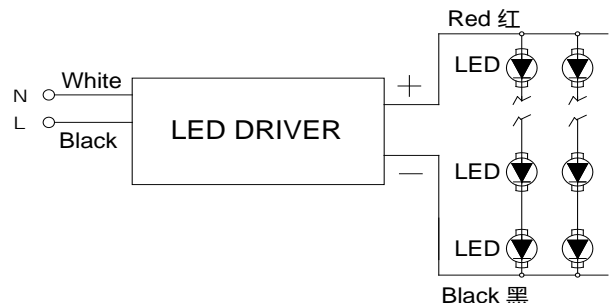 Red 红
LED
White
N
L
Black
LED DRIVER
+
—
LED
LED
Black 黑